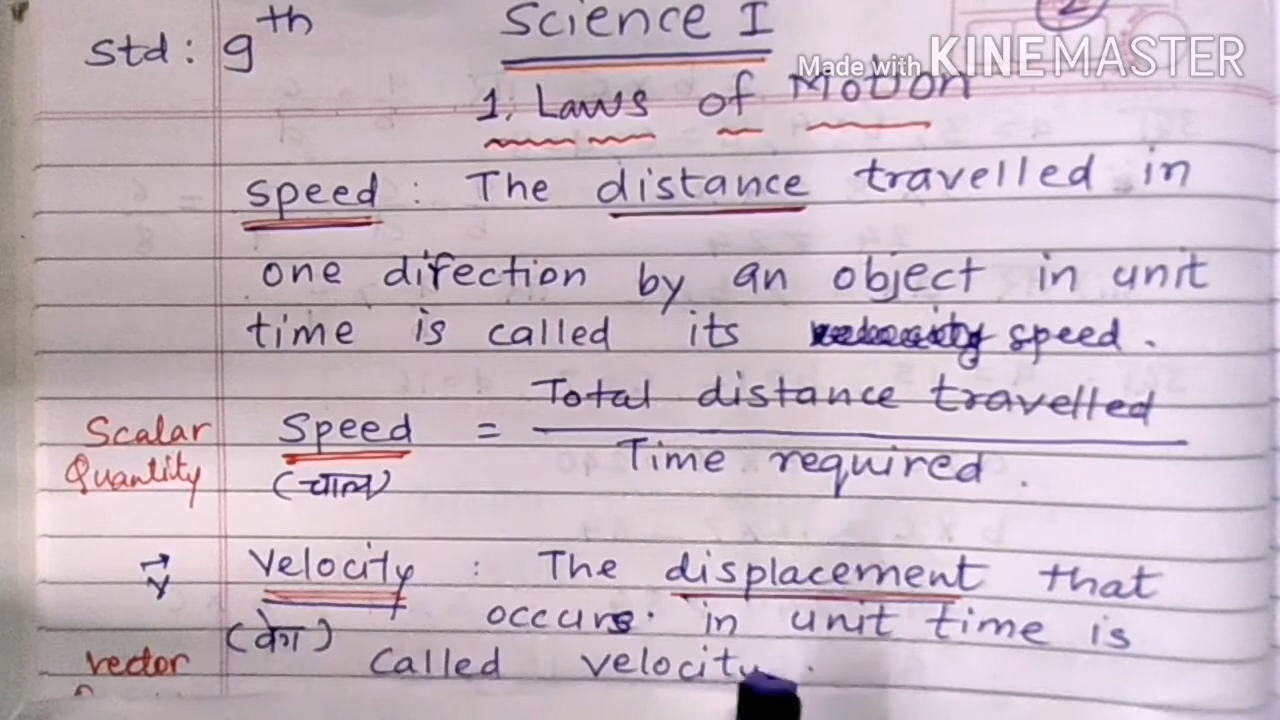 Science I
Std: 9th
2
Made with KINEMASTER
1. Laws of Motion
Speed : The distance travelled in
one direction by an object in unit
time is called its speed.
Scalar Quantity
Speed = Total distance travelled
Time required.
(चाल)
v
Velocity : The displacement that
(वेग) occurs in unit time is
vector called velocity.